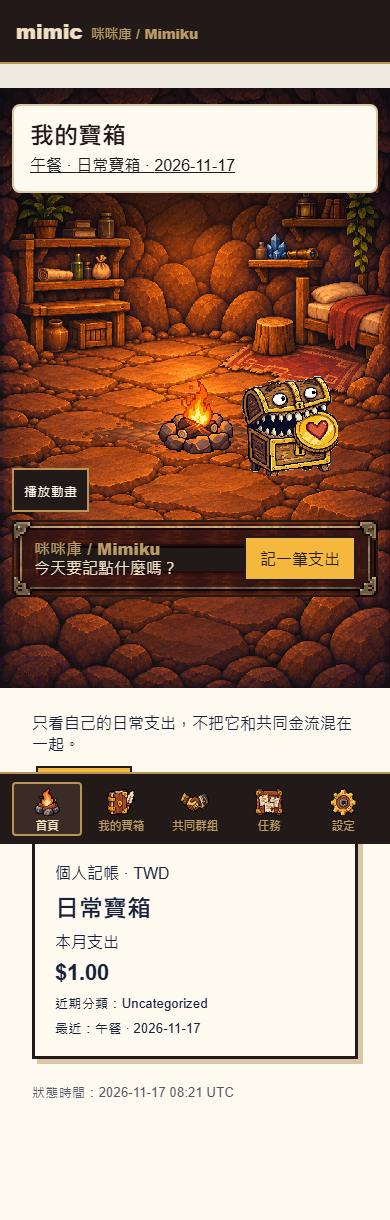 mimic 咪咪庫 / Mimiku
我的寶箱
午餐 · 日常寶箱 · 2026-11-17
播放動畫
咪咪庫 / Mimiku
今天要記點什麼嗎？
記一筆支出
只看自己的日常支出，不把它和共同金流混在
一起。
首頁
我的寶箱
共同群組
任務
設定
個人記帳 · TWD
日常寶箱
本月支出
$1.00
近期分類：Uncategorized
最近：午餐 · 2026-11-17
狀態時間：2026-11-17 08:21 UTC